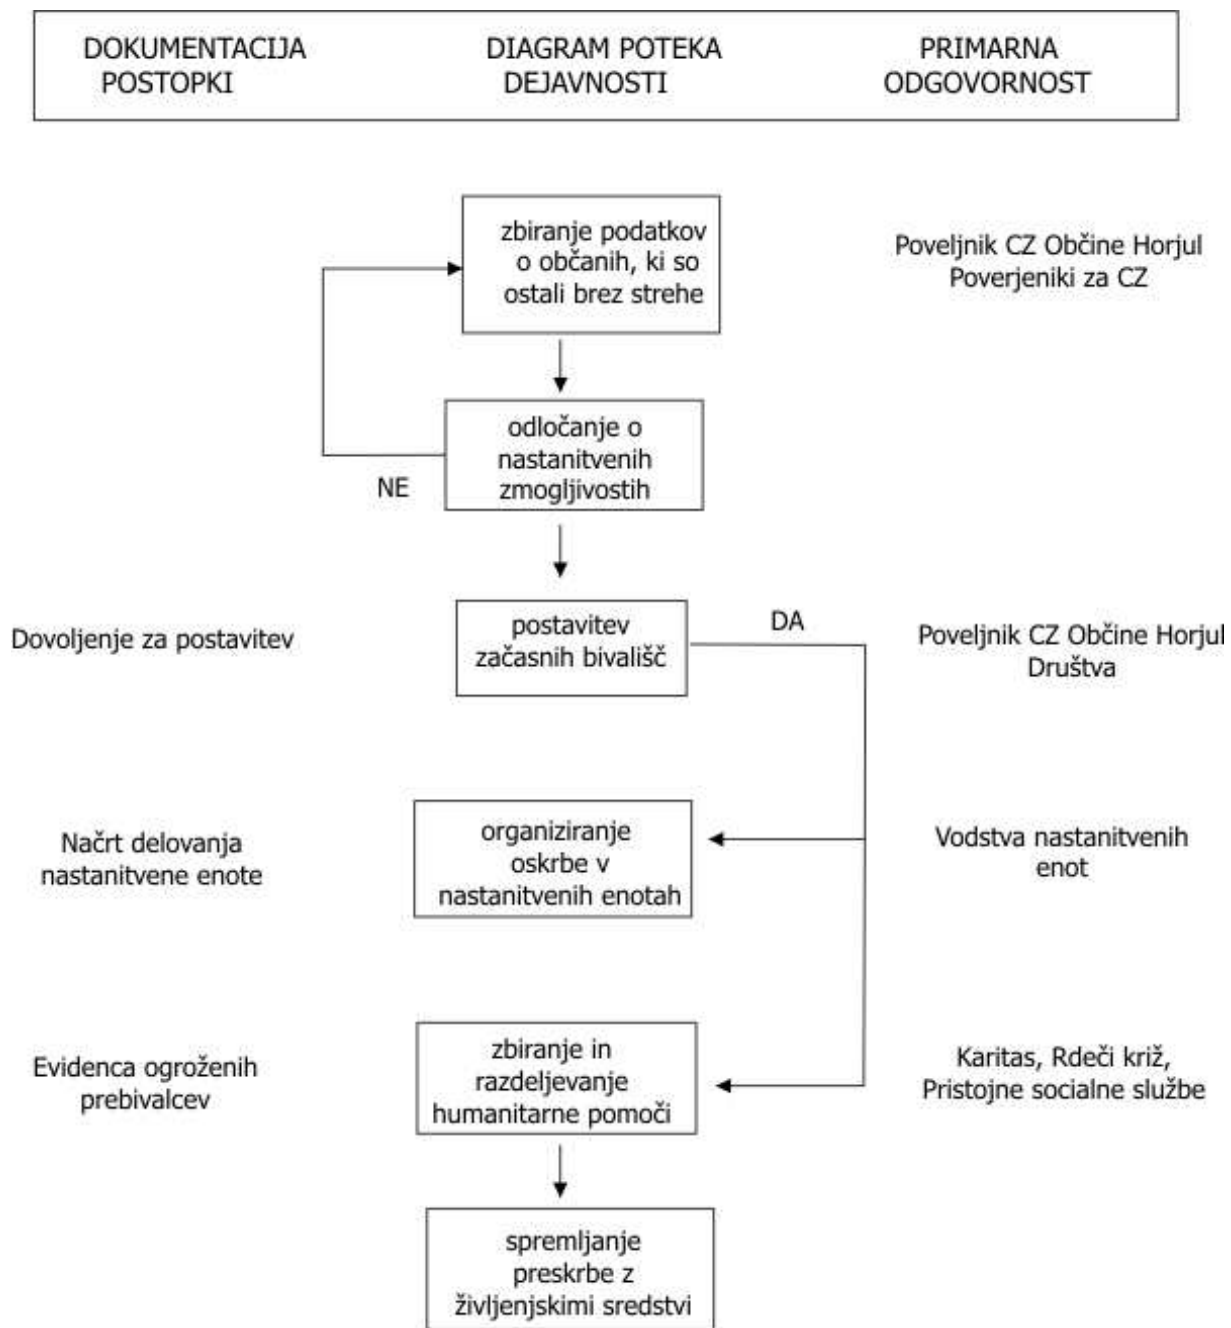 DOKUMENTACIJA
POSTOPKI
DIAGRAM POTEKA
DEJAVNOSTI
PRIMARNA
ODGOVORNOST
zbiranje podatkov
o občanih, ki so
ostali brez strehe
Poveljnik CZ Občine Horjul
Poverjeniki za CZ
odločanje o
nastanitvenih
zmogljivostih
NE
Dovoljenje za postavitev
postavitev
začasnih bivališč
DA
Poveljnik CZ Občine Horjul
Društva
Načrt delovanja
nastanitvene enote
organiziranje
oskrbe v
nastanitvenih enotah
Vodstva nastanitvenih
enot
Evidenca ogroženih
prebivalcev
zbiranje in
razdeljevanje
humanitarne pomoči
Karitas, Rdeči križ,
Pristojne socialne službe
spremljanje
preskrbe z
življenjskimi sredstvi